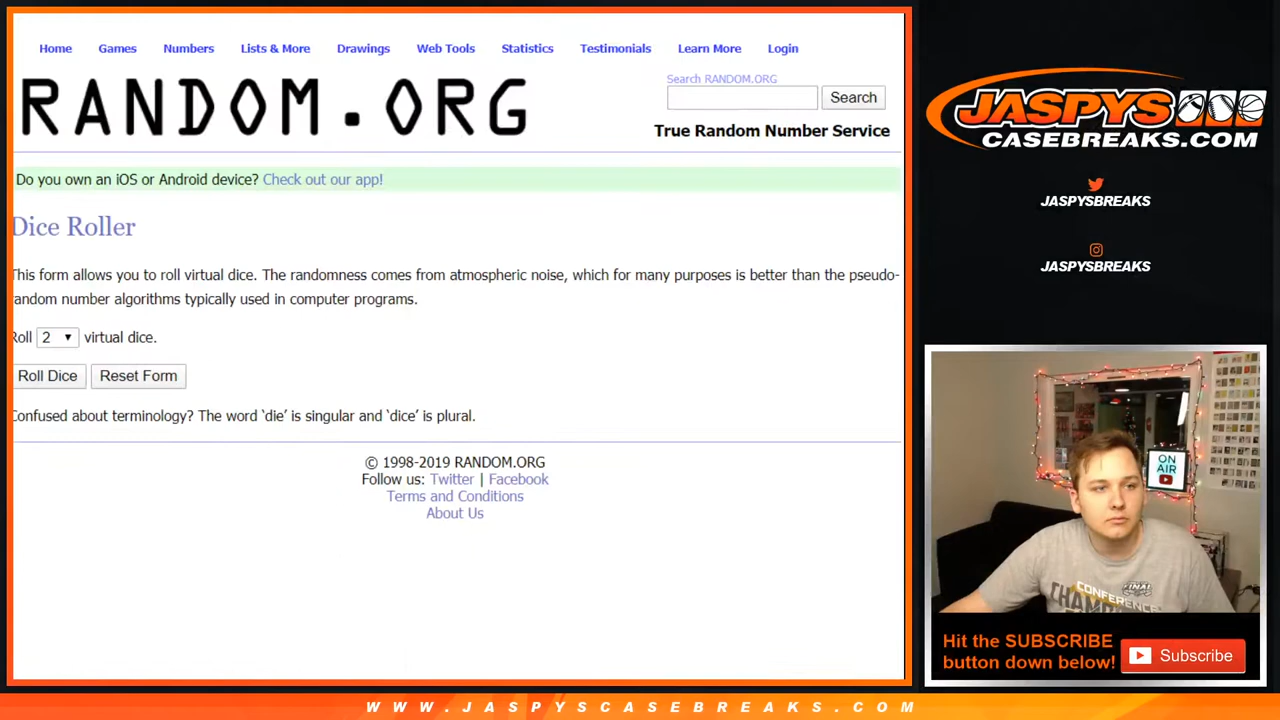 Home Games Numbers Lists & More Drawings Web Tools Statistics Testimonials Learn More Login
RANDOM.ORG
Search RANDOM.ORG
Search
True Random Number Service
Do you own an iOS or Android device? Check out our app!
Dice Roller
This form allows you to roll virtual dice. The randomness comes from atmospheric noise, which for many purposes is better than the pseudo-
random number algorithms typically used in computer programs.
Roll 2 virtual dice.
Roll Dice Reset Form
Confused about terminology? The word ‘die’ is singular and ‘dice’ is plural.
© 1998-2019 RANDOM.ORG
Follow us: Twitter | Facebook
Terms and Conditions
About Us
JASPYS
CASEBREAKS.COM
JASPYSBREAKS
JASPYSBREAKS
ON
AIR
FINAL
CONFERENCE
CHAMP
Hit the SUBSCRIBE
button down below!
Subscribe
WWW.JASPYSCASEBREAKS.COM